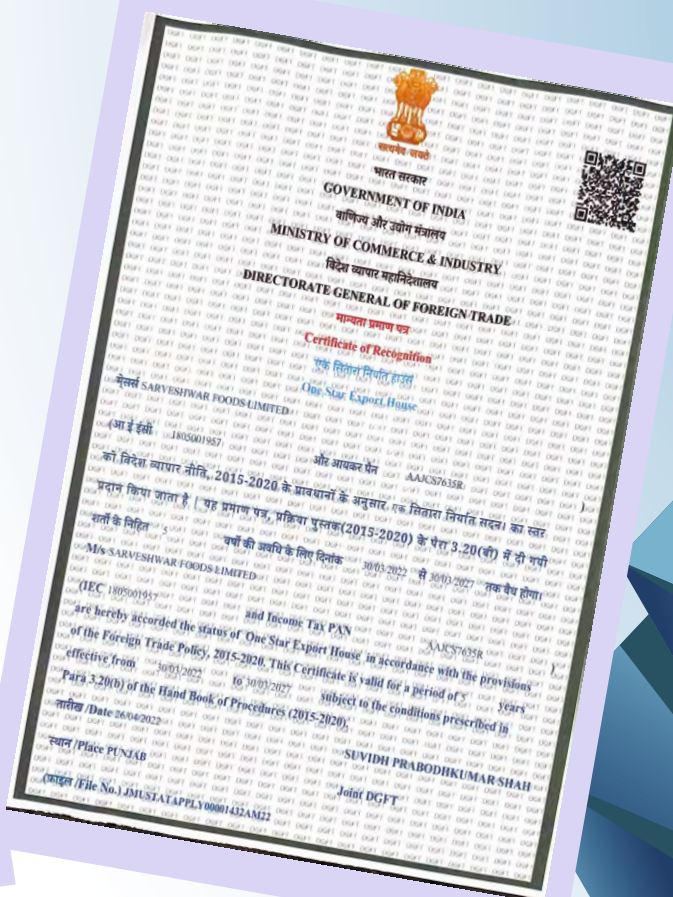 सत्यमेव जयते
भारत सरकार
GOVERNMENT OF INDIA
वाणिज्य और उद्योग मंत्रालय
MINISTRY OF COMMERCE & INDUSTRY
विदेश व्यापार महानिदेशालय
DIRECTORATE GENERAL OF FOREIGN TRADE
मान्यता प्रमाण पत्र
Certificate of Recognition
एक सितारा निर्यात हाउस
One Star Export House
मेसर्स SARVESHWAR FOODS LIMITED
(आ ई ईसी 1805001957 और आयकर पैन AAJCS7635R )
को विदेश व्यापार नीति, 2015-2020 के प्रावधानों के अनुसार 'एक सितारा निर्यात सदन। का स्तर
प्रदान किया जाता है | यह प्रमाण पत्र, प्रक्रिया पुस्तक(2015-2020) के पैरा 3.20(बी) में दी गयी
शर्तों के निहित 5 वर्षों की अवधि के लिए दिनांक 30/03/2022 से 30/03/2027 तक वैध होगा।
M/s SARVESHWAR FOODS LIMITED
(IEC 1805001957 and Income Tax PAN AAJCS7635R )
are hereby accorded the status of 'One Star Export House' in accordance with the provisions
of the Foreign Trade Policy, 2015-2020. This Certificate is valid for a period of 5 years
effective from 30/03/2022 to 30/03/2027 subject to the conditions prescribed in
Para 3.20(b) of the Hand Book of Procedures (2015-2020).
तारीख /Date 26/04/2022
स्थान /Place PUNJAB
SUVIDH PRABODHKUMAR SHAH
Joint DGFT
(फ़ाइल /File No.) JMUSTATAPPLY00001432AM22